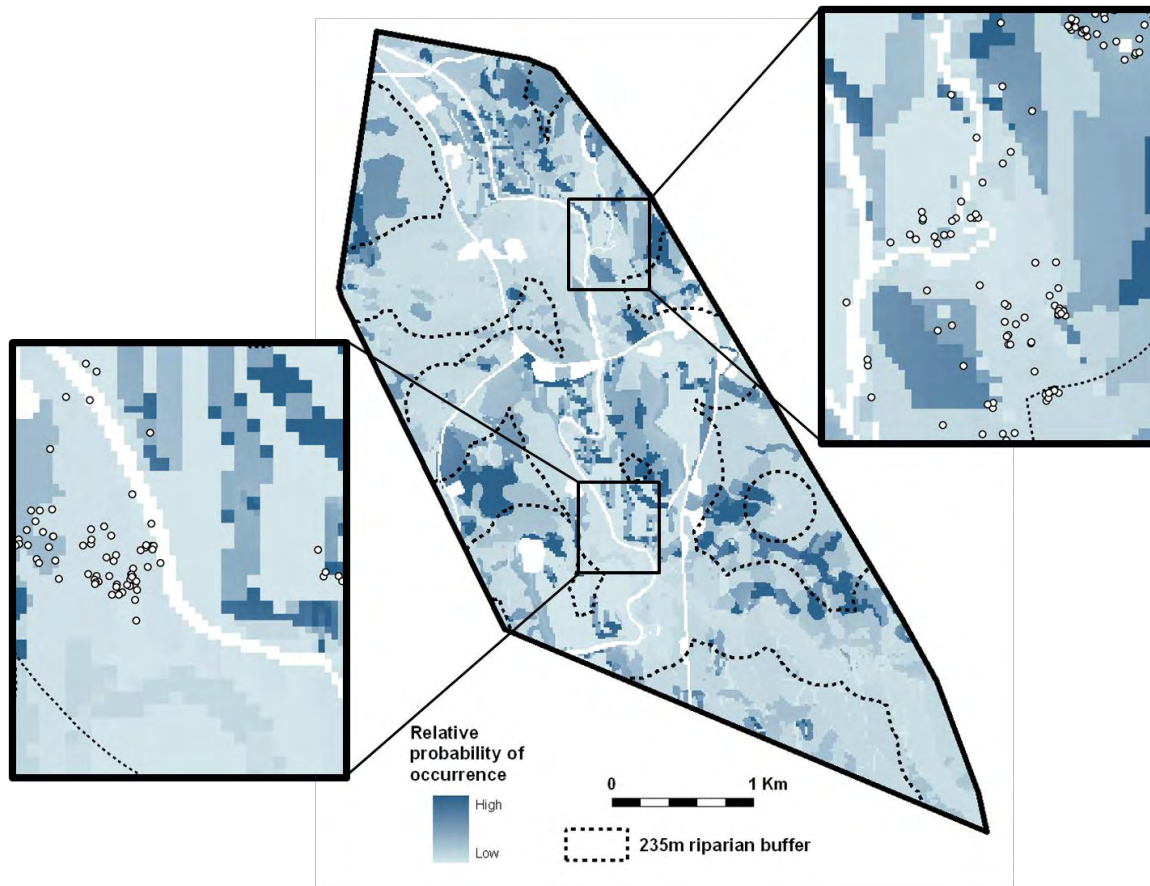 Relative
probability of
occurrence
High
Low
0 1 Km
235m riparian buffer